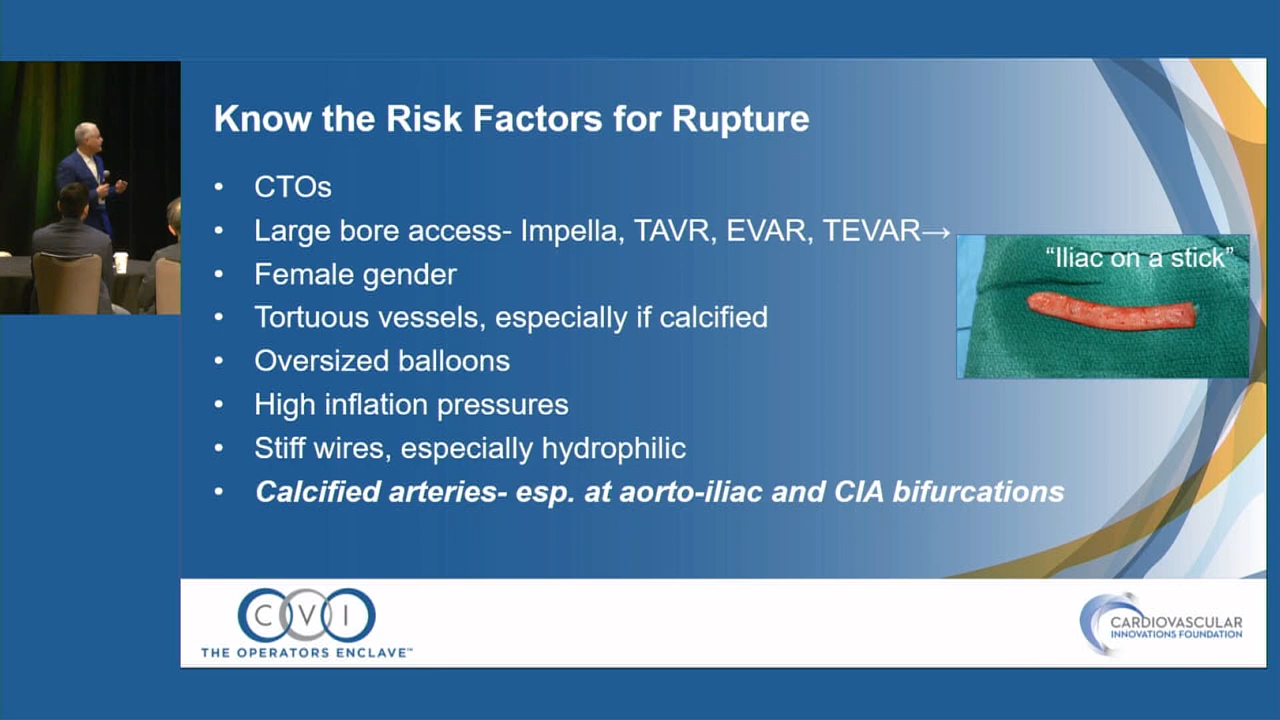 Know the Risk Factors for Rupture
• CTOs
• Large bore access- Impella, TAVR, EVAR, TEVAR→
"Iliac on a stick"
• Female gender
• Tortuous vessels, especially if calcified
• Oversized balloons
• High inflation pressures
• Stiff wires, especially hydrophilic
• Calcified arteries- esp. at aorto-iliac and CIA bifurcations
CVI
THE OPERATORS ENCLAVE™
CARDIOVASCULAR
INNOVATIONS FOUNDATION